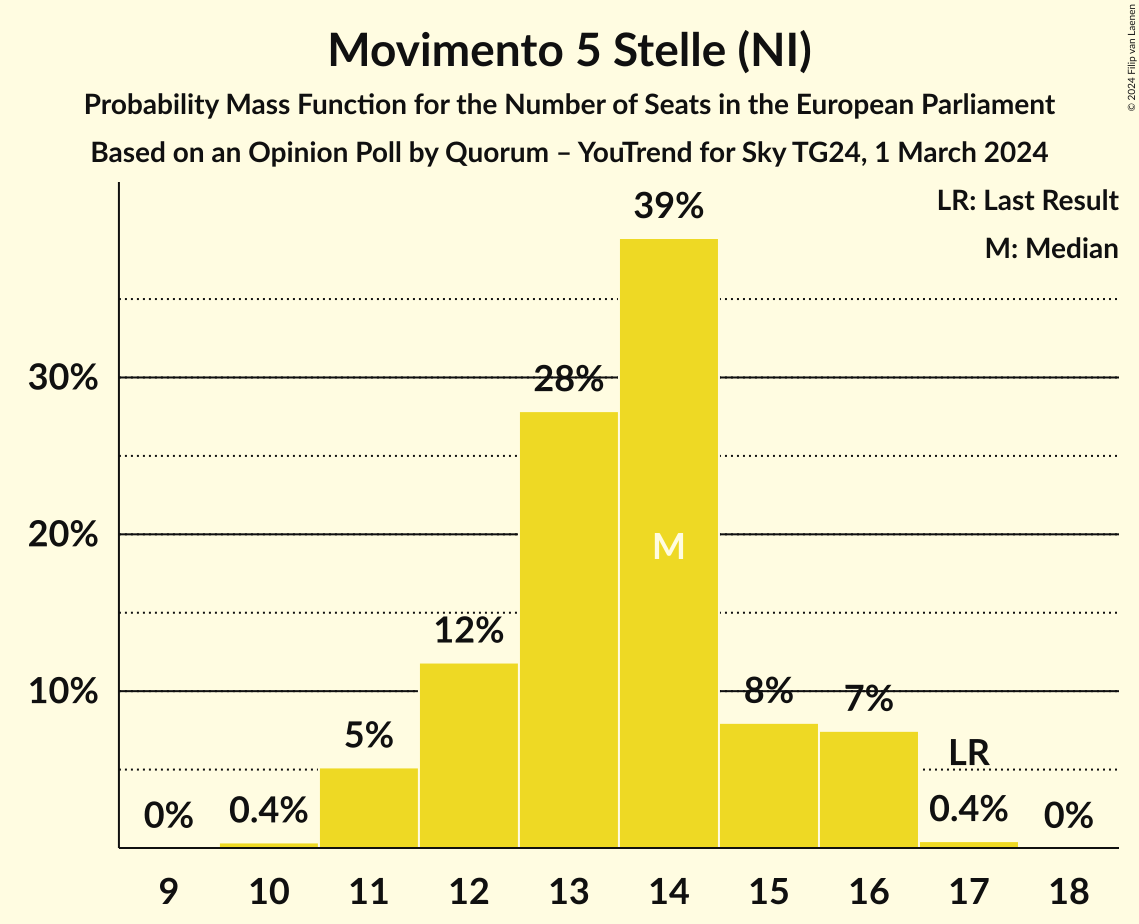 Movimento 5 Stelle (NI)
Probability Mass Function for the Number of Seats in the European Parliament
Based on an Opinion Poll by Quorum – YouTrend for Sky TG24, 1 March 2024
© 2024 Filip van Laenen
LR: Last Result
M: Median
39%
30%
28%
20%
M
12%
10%
8%
7%
5%
LR
0%
0.4%
0.4%
0%
9 10 11 12 13 14 15 16 17 18